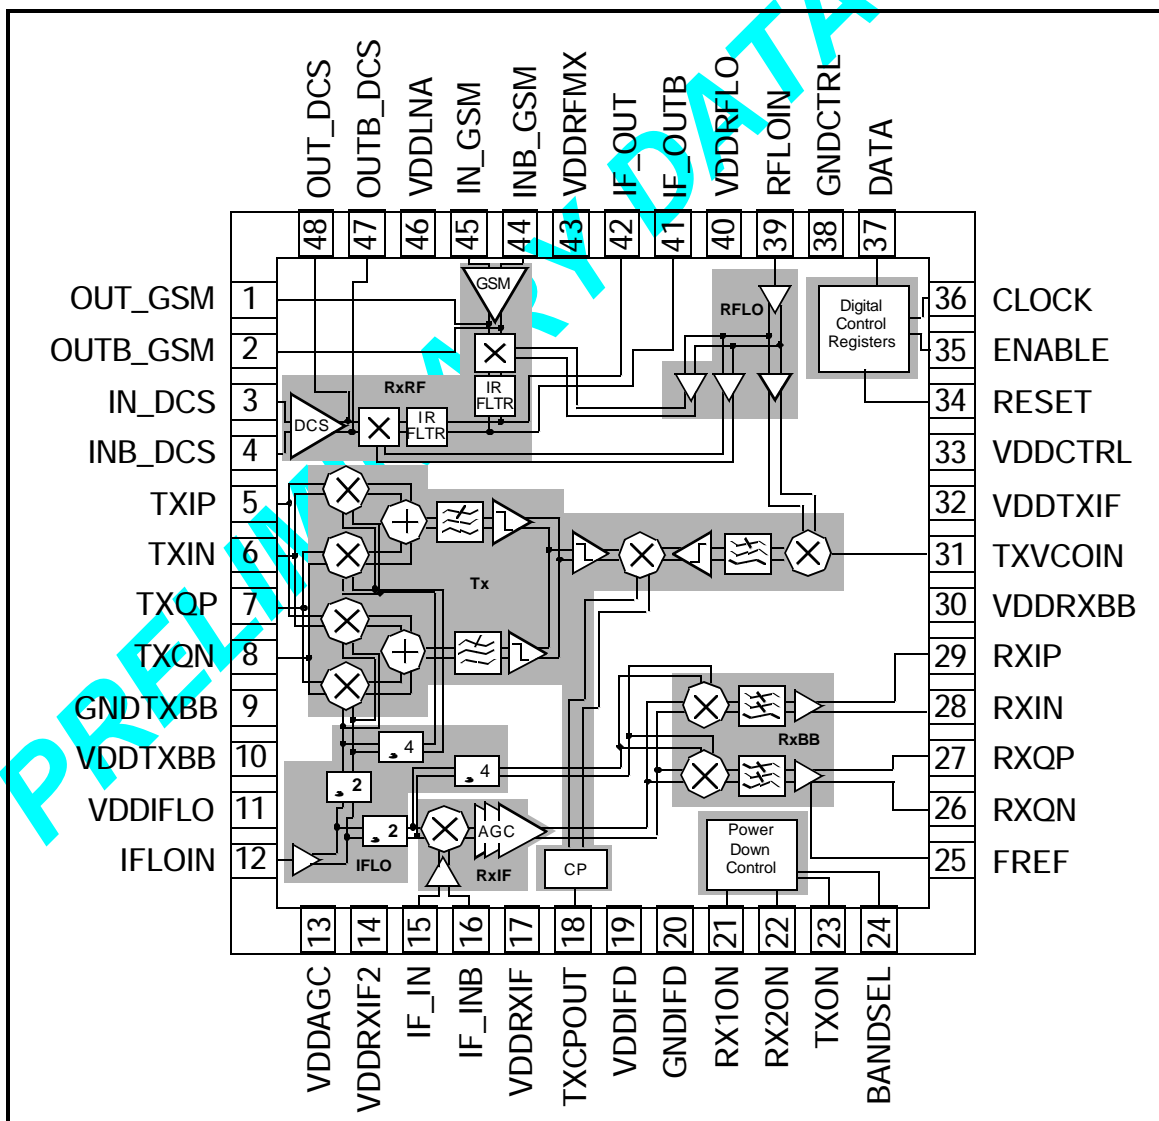 PRELIMINARY DATA
OUT_DCS
OUTB_DCS
VDDLNA
IN_GSM
INB_GSM
VDDRFMX
IF_OUT
IF_OUTB
VDDRFLO
RFLOIN
GNDCTRL
DATA
48
47
46
45
44
43
42
41
40
39
38
37
OUT_GSM 1
OUTB_GSM 2
IN_DCS 3
INB_DCS 4
TXIP 5
TXIN 6
TXQP 7
TXQN 8
GNDTXBB 9
VDDTXBB 10
VDDIFLO 11
IFLOIN 12
GSM
RFLO
Digital
Control
Registers
RxRF
IR
FLTR
DCS
IR
FLTR
Tx
4
4
2
2
IFLO
AGC
RxIF
CP
RxBB
Power
Down
Control
36 CLOCK
35 ENABLE
34 RESET
33 VDDCTRL
32 VDDTXIF
31 TXVCOIN
30 VDDRXBB
29 RXIP
28 RXIN
27 RXQP
26 RXQN
25 FREF
13
14
15
16
17
18
19
20
21
22
23
24
VDDAGC
VDDRXIF2
IF_IN
IF_INB
VDDRXIF
TXCPOUT
VDDIFD
GNDIFD
RX1ON
RX2ON
TXON
BANDSEL